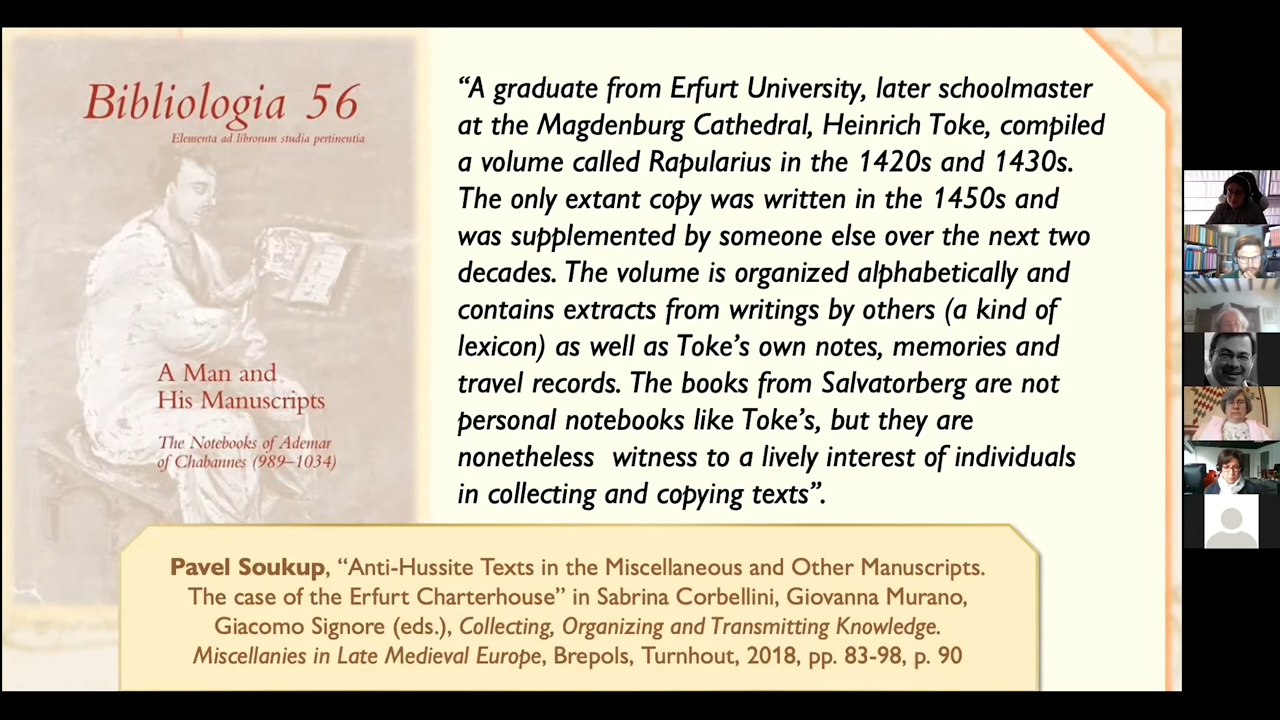 Bibliologia 56
Elementa ad librorum studia pertinentia
A Man and
His Manuscripts
The Notebooks of Ademar
of Chabannes (989–1034)
“A graduate from Erfurt University, later schoolmaster
at the Magdenburg Cathedral, Heinrich Toke, compiled
a volume called Rapularius in the 1420s and 1430s.
The only extant copy was written in the 1450s and
was supplemented by someone else over the next two
decades. The volume is organized alphabetically and
contains extracts from writings by others (a kind of
lexicon) as well as Toke’s own notes, memories and
travel records. The books from Salvatorberg are not
personal notebooks like Toke’s, but they are
nonetheless witness to a lively interest of individuals
in collecting and copying texts”.
Pavel Soukup, “Anti-Hussite Texts in the Miscellaneous and Other Manuscripts.
The case of the Erfurt Charterhouse” in Sabrina Corbellini, Giovanna Murano,
Giacomo Signore (eds.), Collecting, Organizing and Transmitting Knowledge.
Miscellanies in Late Medieval Europe, Brepols, Turnhout, 2018, pp. 83-98, p. 90